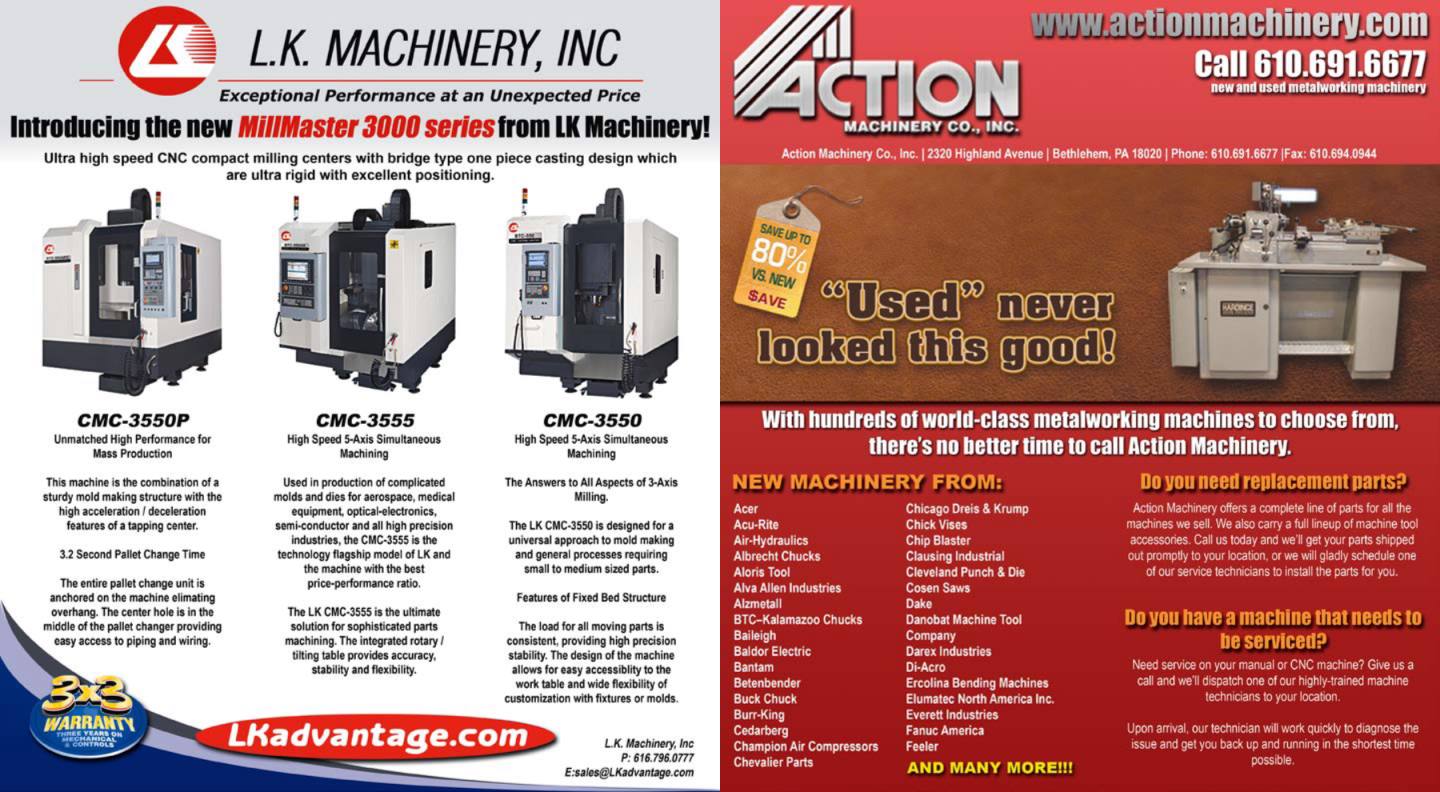 L.K. MACHINERY, INC
Exceptional Performance at an Unexpected Price
Introducing the new MillMaster 3000 series from LK Machinery!
Ultra high speed CNC compact milling centers with bridge type one piece casting design which
are ultra rigid with excellent positioning.
CMC-3550P
Unmatched High Performance for
Mass Production
This machine is the combination of a
sturdy mold making structure with the
high acceleration / deceleration
features of a tapping center.
3.2 Second Pallet Change Time
The entire pallet change unit is
anchored on the machine elimating
overhang. The center hole is in the
middle of the pallet changer providing
easy access to piping and wiring.
CMC-3555
High Speed 5-Axis Simultaneous
Machining
Used in production of complicated
molds and dies for aerospace, medical
equipment, optical-electronics,
semi-conductor and all high precision
industries, the CMC-3555 is the
technology flagship model of LK and
the machine with the best
price-performance ratio.
The LK CMC-3555 is the ultimate
solution for sophisticated parts
machining. The integrated rotary /
tilting table provides accuracy,
stability and flexibility.
CMC-3550
High Speed 5-Axis Simultaneous
Machining
The Answers to All Aspects of 3-Axis
Milling.
The LK CMC-3550 is designed for a
universal approach to mold making
and general processes requiring
small to medium sized parts.
Features of Fixed Bed Structure
The load for all moving parts is
consistent, providing high precision
stability. The design of the machine
allows for easy accessiblity to the
work table and wide flexibility of
customization with fixtures or molds.
3x3
WARRANTY
THREE YEARS ON
MECHANICAL
& CONTROLS
LKadvantage.com
L.K. Machinery, Inc
P: 616.796.0777
E:sales@LKadvantage.com
ACTION
MACHINERY CO., INC.
www.actionmachinery.com
Call 610.691.6677
new and used metalworking machinery
Action Machinery Co., Inc. | 2320 Highland Avenue | Bethlehem, PA 18020 | Phone: 610.691.6677 |Fax: 610.694.0944
SAVE UP TO
80%
VS. NEW
$AVE
"Used" never
looked this good!
HARDINGE
With hundreds of world-class metalworking machines to choose from,
there's no better time to call Action Machinery.
NEW MACHINERY FROM:
Acer
Acu-Rite
Air-Hydraulics
Albrecht Chucks
Aloris Tool
Alva Allen Industries
Alzmetall
BTC–Kalamazoo Chucks
Baileigh
Baldor Electric
Bantam
Betenbender
Buck Chuck
Burr-King
Cedarberg
Champion Air Compressors
Chevalier Parts
Chicago Dreis & Krump
Chick Vises
Chip Blaster
Clausing Industrial
Cleveland Punch & Die
Cosen Saws
Dake
Danobat Machine Tool
Company
Darex Industries
Di-Acro
Ercolina Bending Machines
Elumatec North America Inc.
Everett Industries
Fanuc America
Feeler
AND MANY MORE!!!
Do you need replacement parts?
Action Machinery offers a complete line of parts for all the
machines we sell. We also carry a full lineup of machine tool
accessories. Call us today and we'll get your parts shipped
out promptly to your location, or we will gladly schedule one
of our service technicians to install the parts for you.
Do you have a machine that needs to
be serviced?
Need service on your manual or CNC machine? Give us a
call and we'll dispatch one of our highly-trained machine
technicians to your location.
Upon arrival, our technician will work quickly to diagnose the
issue and get you back up and running in the shortest time
possible.